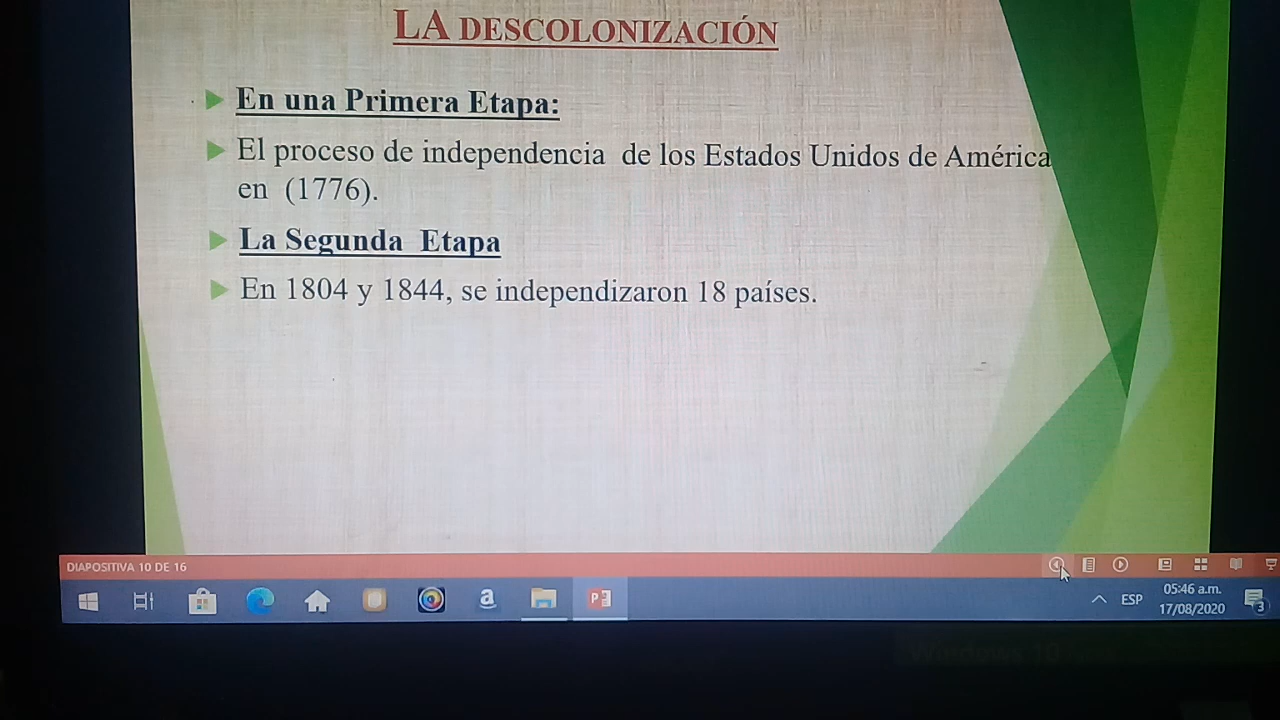 LA DESCOLONIZACIÓN
En una Primera Etapa:
El proceso de independencia de los Estados Unidos de América
en (1776).
La Segunda Etapa
En 1804 y 1844, se independizaron 18 países.
DIAPOSITIVA 10 DE 16
ESP
05:46 a.m.
17/08/2020
3